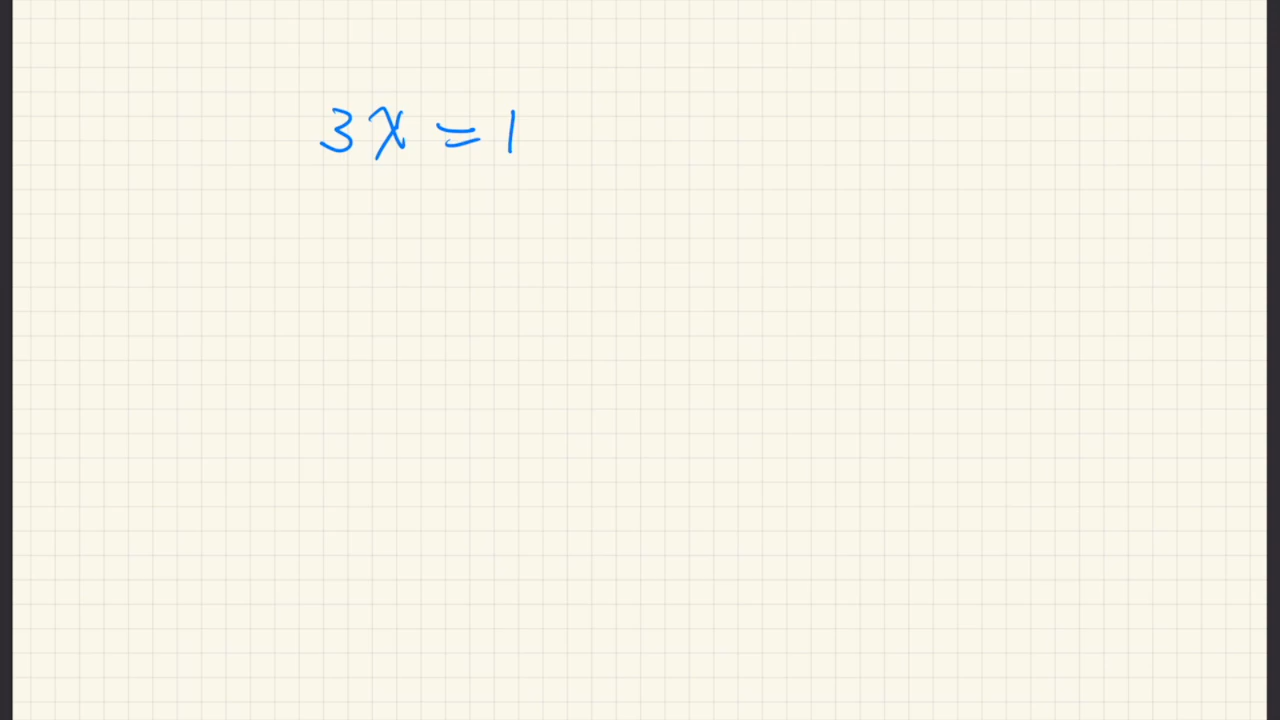 3x = 1